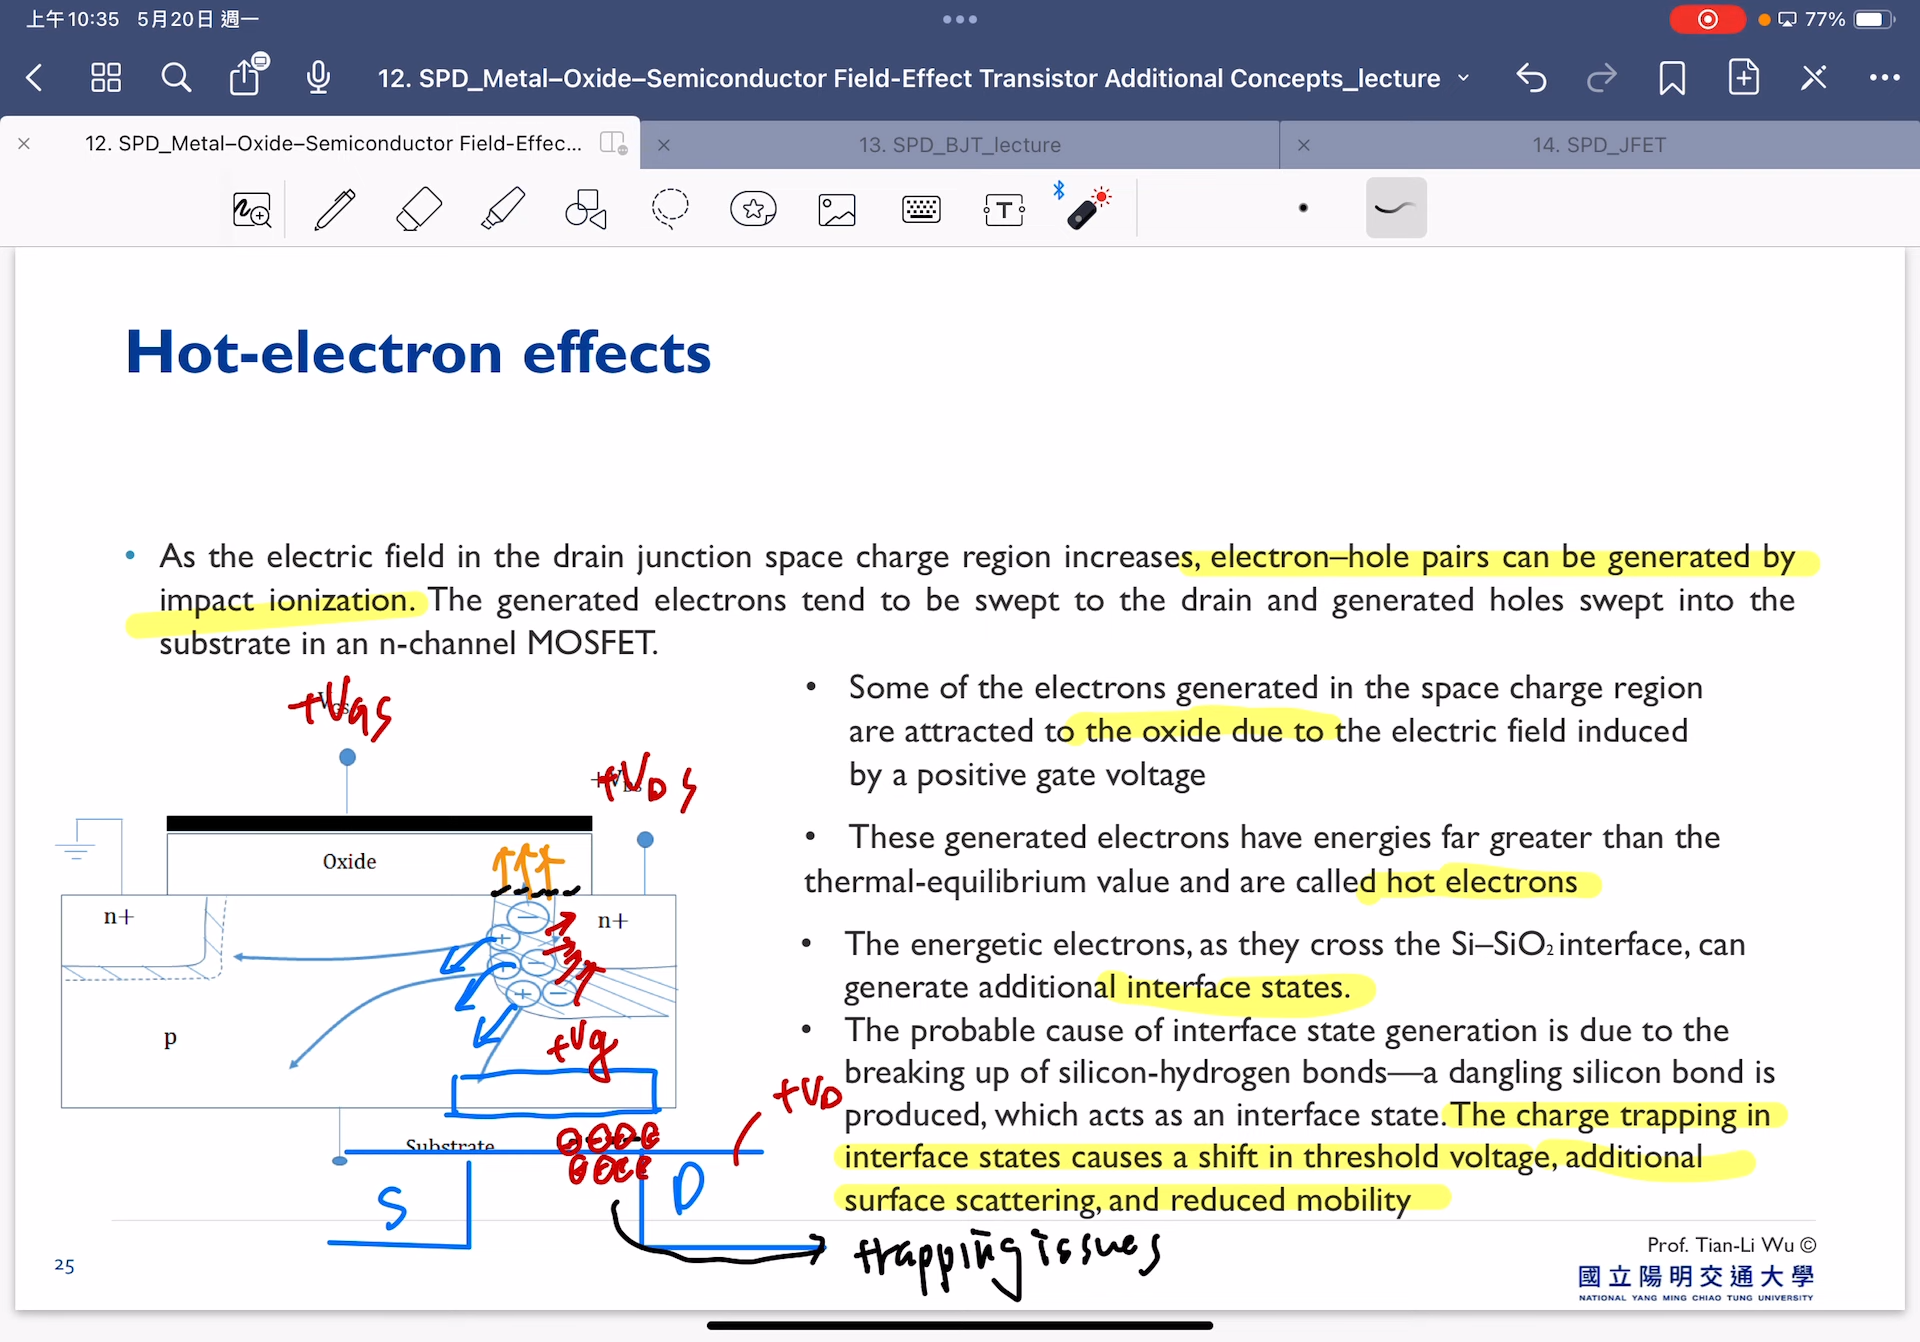 上午10:35 5月20日 週一
77%
12. SPD_Metal–Oxide–Semiconductor Field-Effect Transistor Additional Concepts_lecture
12. SPD_Metal–Oxide–Semiconductor Field-Effec...
13. SPD_BJT_lecture
14. SPD_JFET
Hot-electron effects
• As the electric field in the drain junction space charge region increases, electron–hole pairs can be generated by
impact ionization. The generated electrons tend to be swept to the drain and generated holes swept into the
substrate in an n-channel MOSFET.
+VGS
+VDS
Oxide
n+
n+
p
+Vg
+VD
Substrate
S
D
• Some of the electrons generated in the space charge region
are attracted to the oxide due to the electric field induced
by a positive gate voltage
• These generated electrons have energies far greater than the
thermal-equilibrium value and are called hot electrons
• The energetic electrons, as they cross the Si–SiO₂ interface, can
generate additional interface states.
• The probable cause of interface state generation is due to the
breaking up of silicon-hydrogen bonds—a dangling silicon bond is
produced, which acts as an interface state. The charge trapping in
interface states causes a shift in threshold voltage, additional
surface scattering, and reduced mobility
trapping issues
25
Prof. Tian-Li Wu ©
國立陽明交通大學
NATIONAL YANG MING CHIAO TUNG UNIVERSITY